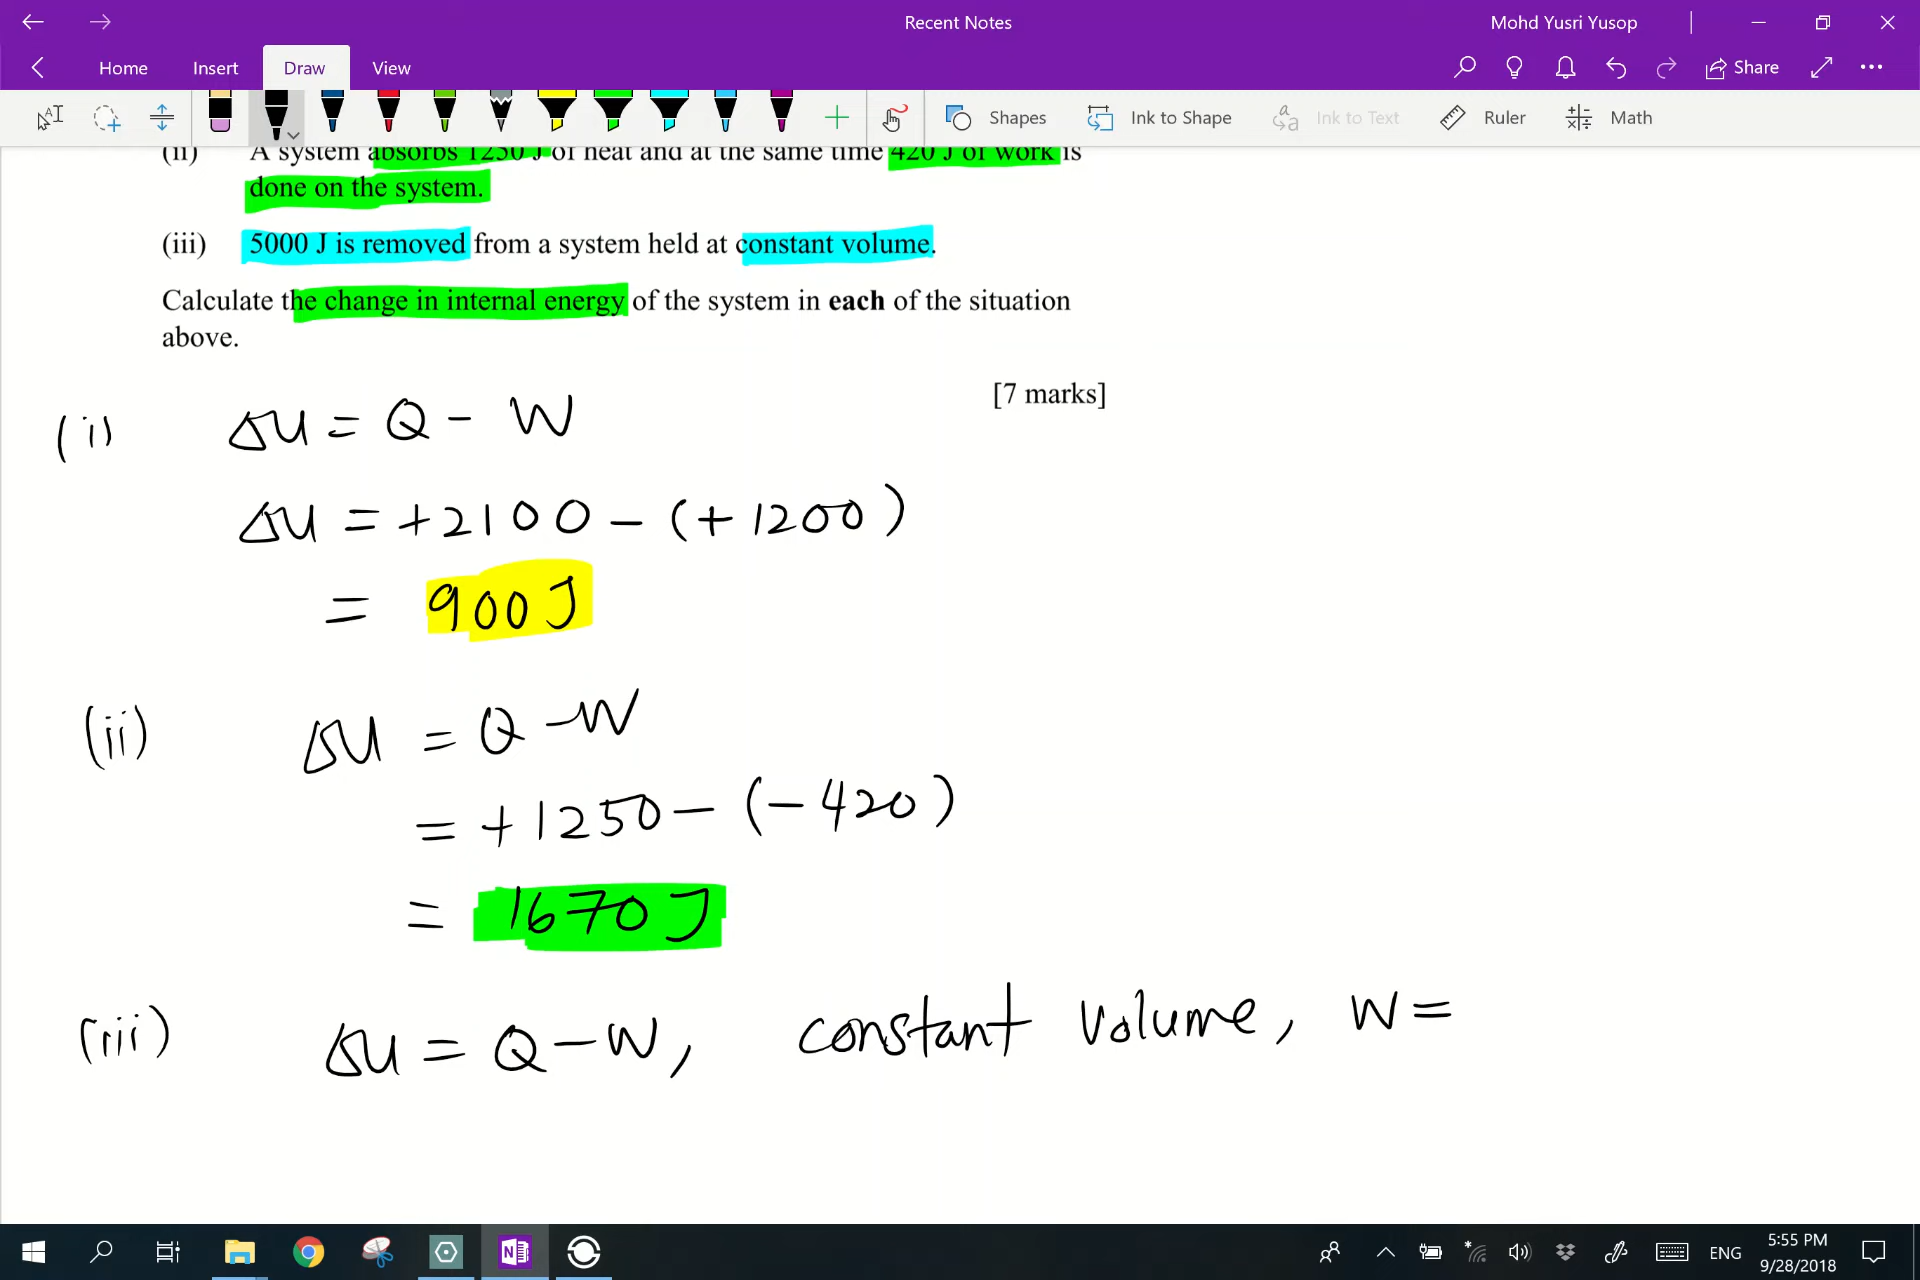 Recent Notes
Mohd Yusri Yusop
Home Insert Draw View
Share
Shapes Ink to Shape Ink to Text Ruler Math
(ii) A system absorbs 1250 J of heat and at the same time 420 J of work is
done on the system.
(iii) 5000 J is removed from a system held at constant volume.
Calculate the change in internal energy of the system in each of the situation
above.
[7 marks]
(i) ΔU = Q - W
ΔU = +2100 - (+1200)
= 900 J
(ii) ΔU = Q - W
= +1250 - (-420)
= 1670 J
(iii) ΔU = Q - W, constant volume, W =
ENG
5:55 PM
9/28/2018